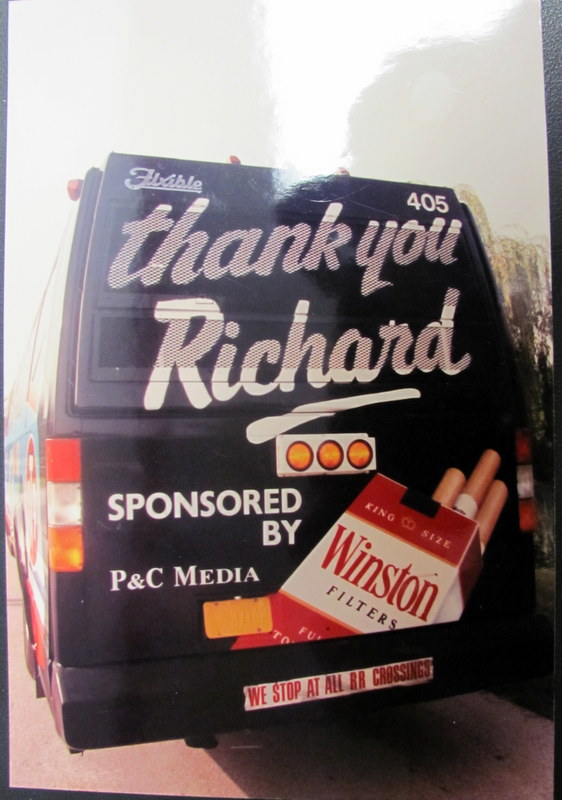 Flxible
405
thank you
Richard
SPONSORED
BY
P&C MEDIA
KING SIZE
Winston
FILTERS
WE STOP AT ALL RR CROSSINGS